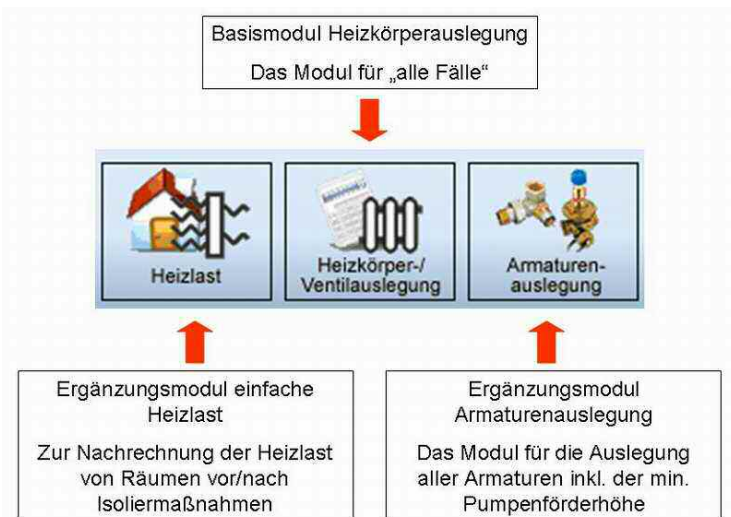 Basismodul Heizkörperauslegung
Das Modul für „alle Fälle“
Heizlast
Heizkörper-/
Ventilauslegung
Armaturen-
auslegung
Ergänzungsmodul einfache
Heizlast
Zur Nachrechnung der Heizlast
von Räumen vor/nach
Isoliermaßnahmen
Ergänzungsmodul
Armaturenauslegung
Das Modul für die Auslegung
aller Armaturen inkl. der min.
Pumpenförderhöhe